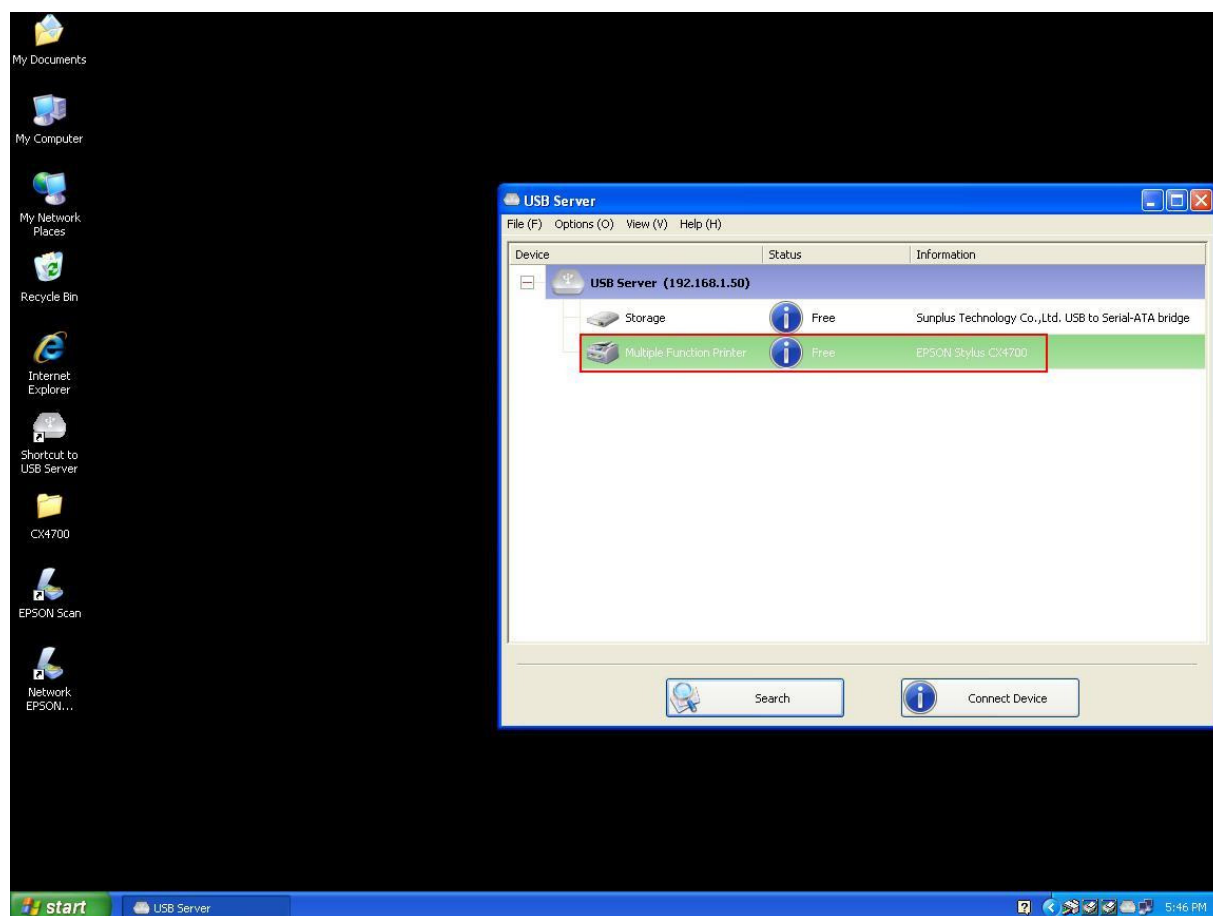 My Documents
My Computer
My Network
Places
Recycle Bin
Internet
Explorer
Shortcut to
USB Server
CX4700
EPSON Scan
Network
EPSON...
USB Server
File (F) Options (O) View (V) Help (H)
Device Status Information
USB Server (192.168.1.50)
Storage Free Sunplus Technology Co.,Ltd. USB to Serial-ATA bridge
Multiple Function Printer Free EPSON Stylus CX4700
Search Connect Device
start USB Server 5:46 PM